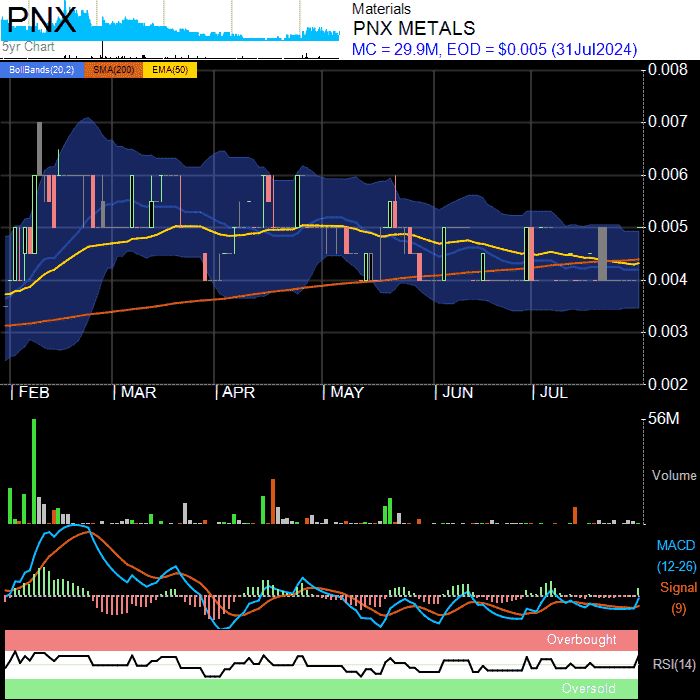 PNX
5yr Chart
Materials
PNX METALS
MC = 29.9M, EOD = $0.005 (31Jul2024)
BollBands(20,2) SMA(200) EMA(50)
0.008
0.007
0.006
0.005
0.004
0.003
0.002
FEB MAR APR MAY JUN JUL
56M
Volume
MACD
(12-26)
Signal
(9)
Overbought
RSI(14)
Oversold